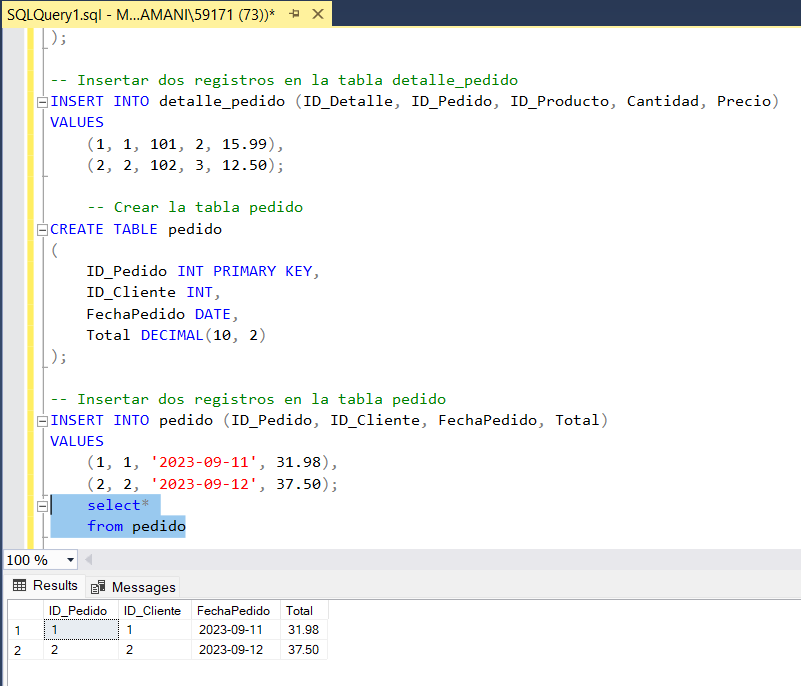 SQLQuery1.sql - M...AMANI\59171 (73))*
);
-- Insertar dos registros en la tabla detalle_pedido
INSERT INTO detalle_pedido (ID_Detalle, ID_Pedido, ID_Producto, Cantidad, Precio)
VALUES
(1, 1, 101, 2, 15.99),
(2, 2, 102, 3, 12.50);
-- Crear la tabla pedido
CREATE TABLE pedido
(
ID_Pedido INT PRIMARY KEY,
ID_Cliente INT,
FechaPedido DATE,
Total DECIMAL(10, 2)
);
-- Insertar dos registros en la tabla pedido
INSERT INTO pedido (ID_Pedido, ID_Cliente, FechaPedido, Total)
VALUES
(1, 1, '2023-09-11', 31.98),
(2, 2, '2023-09-12', 37.50);
select*
from pedido
100 %
Results Messages
ID_Pedido ID_Cliente FechaPedido Total
1 1 1 2023-09-11 31.98
2 2 2 2023-09-12 37.50